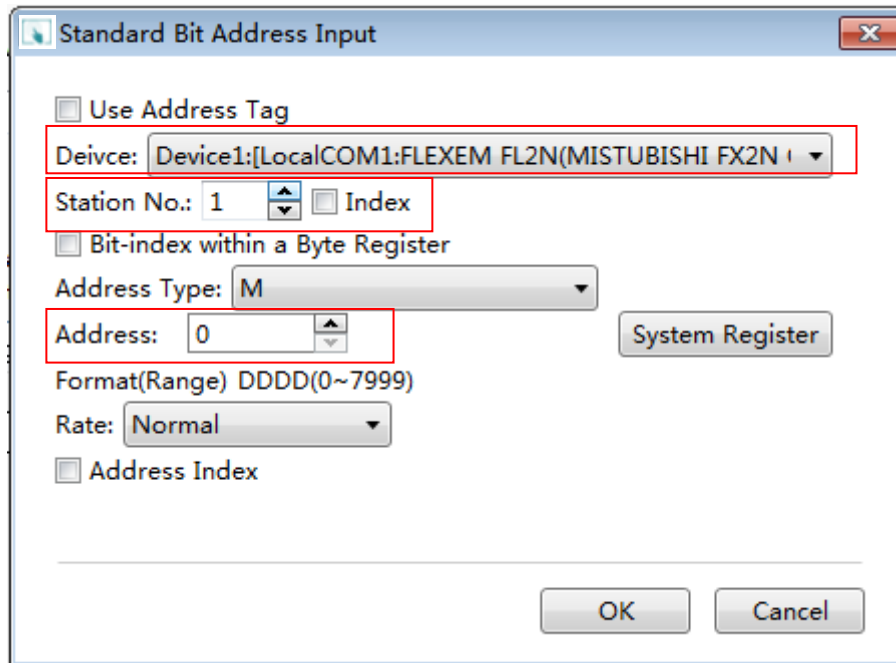 Standard Bit Address Input
Use Address Tag
Deivce: Device1:[LocalCOM1:FLEXEM FL2N(MISTUBISHI FX2N
Station No.: 1 Index
Bit-index within a Byte Register
Address Type: M
Address: 0 System Register
Format(Range) DDDD(0~7999)
Rate: Normal
Address Index
OK Cancel